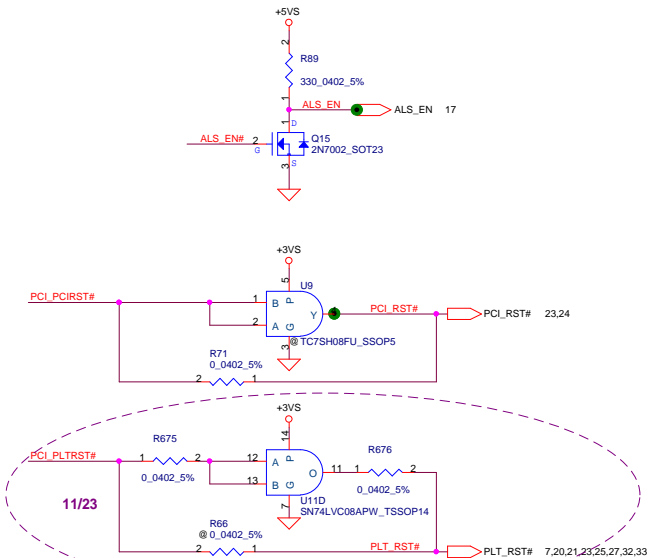 +5VS
2
R89
330_0402_5%
1
ALS_EN
ALS_EN 17
1
D
ALS_EN#
2
G
Q15
2N7002_SOT23
S
3
+3VS
5
U9
PCI_PCIRST#
1
B
P
Y
4
PCI_RST#
PCI_RST# 23,24
2
A
G
3
@TC7SH08FU_SSOP5
R71
0_0402_5%
2
1
+3VS
14
PCI_PLTRST#
R675
1
2
0_0402_5%
12
A
P
O
11
R676
1
2
0_0402_5%
13
B
G
7
U11D
SN74LVC08APW_TSSOP14
11/23
R66
@0_0402_5%
2
1
PLT_RST#
PLT_RST# 7,20,21,23,25,27,32,33